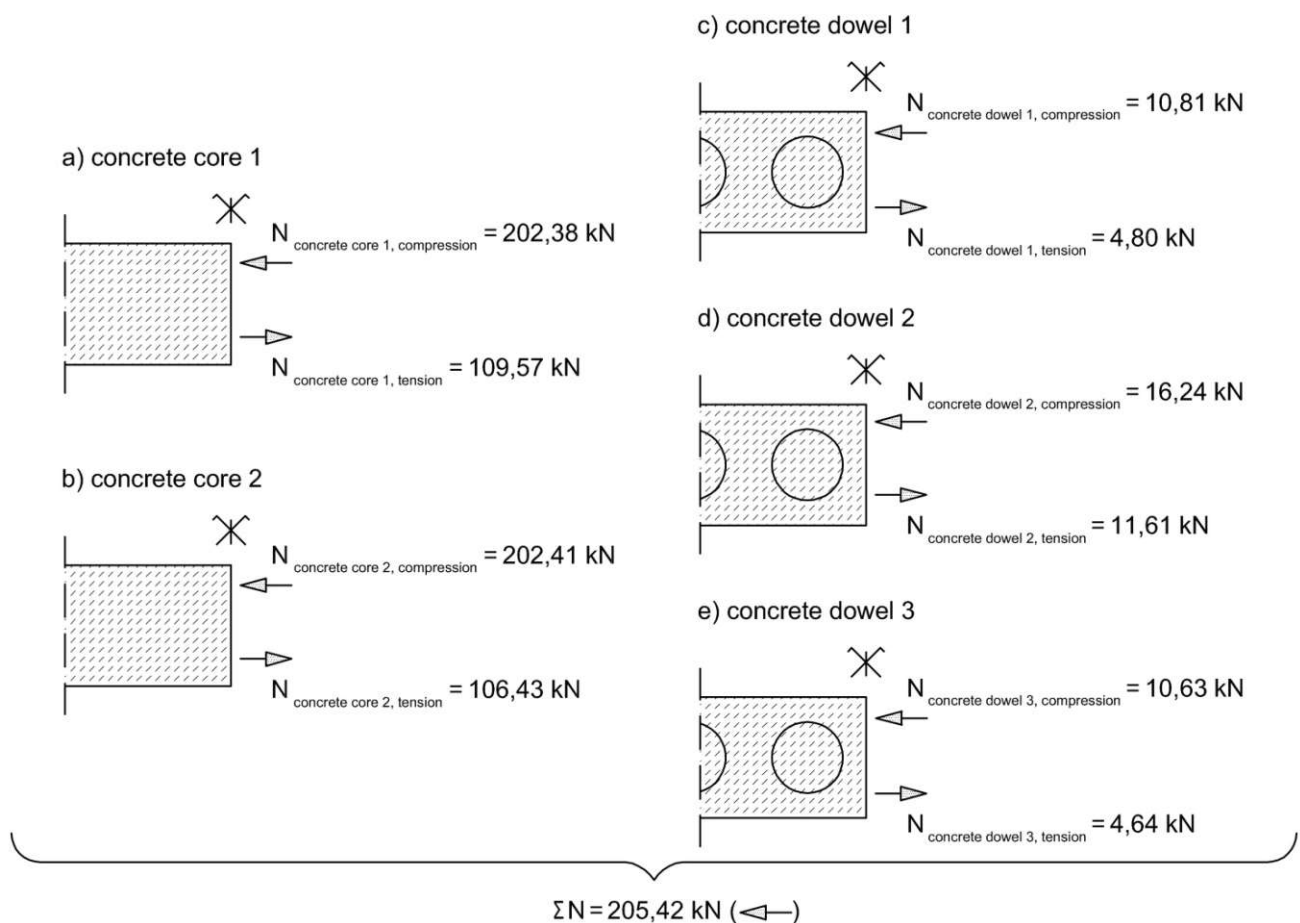 a) concrete core 1
N concrete core 1, compression = 202,38 kN
N concrete core 1, tension = 109,57 kN
b) concrete core 2
N concrete core 2, compression = 202,41 kN
N concrete core 2, tension = 106,43 kN
c) concrete dowel 1
N concrete dowel 1, compression = 10,81 kN
N concrete dowel 1, tension = 4,80 kN
d) concrete dowel 2
N concrete dowel 2, compression = 16,24 kN
N concrete dowel 2, tension = 11,61 kN
e) concrete dowel 3
N concrete dowel 3, compression = 10,63 kN
N concrete dowel 3, tension = 4,64 kN
ΣN = 205,42 kN ( )